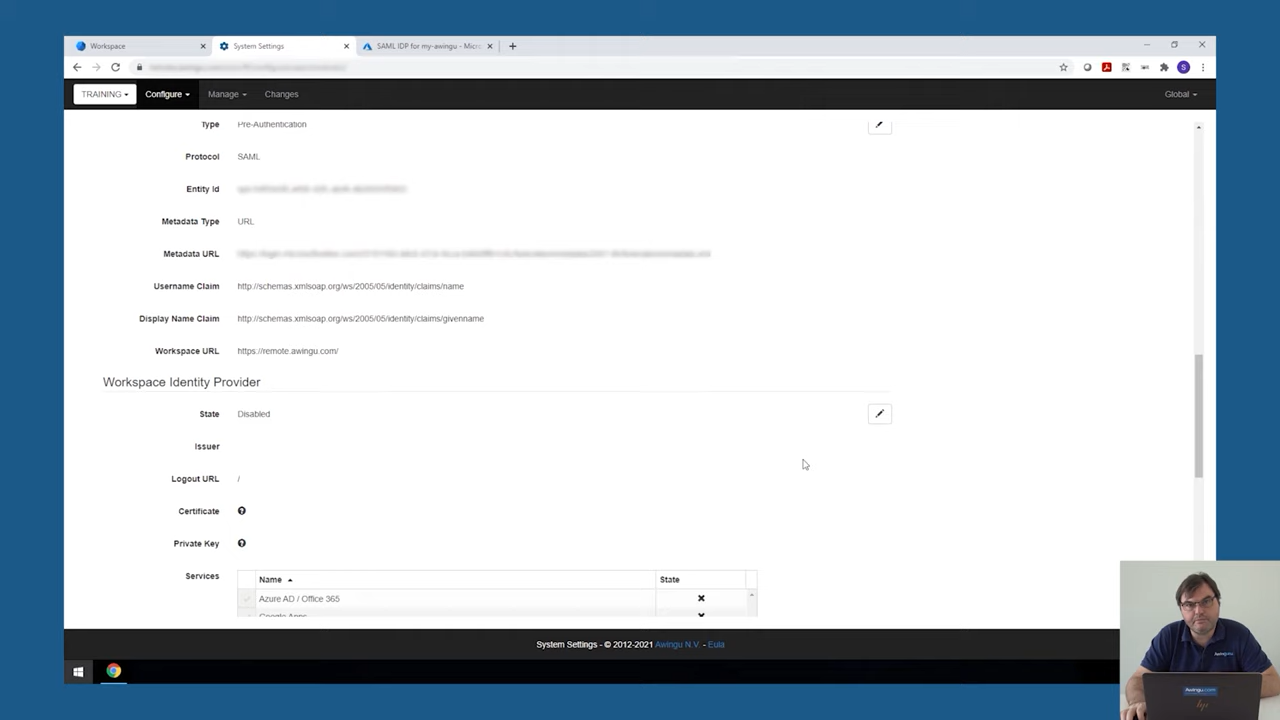 Workspace
System Settings
SAML IDP for my-awingu - Micro
TRAINING
Configure
Manage
Changes
Global
Type Pre-Authentication
Protocol SAML
Entity Id
Metadata Type URL
Metadata URL
Username Claim http://schemas.xmlsoap.org/ws/2005/05/identity/claims/name
Display Name Claim http://schemas.xmlsoap.org/ws/2005/05/identity/claims/givenname
Workspace URL https://remote.awingu.com/
Workspace Identity Provider
State Disabled
Issuer
Logout URL /
Certificate
Private Key
Services Name State
Azure AD / Office 365
Google Apps
System Settings - © 2012-2021 Awingu N.V. - Eula
Awingu.com
hp